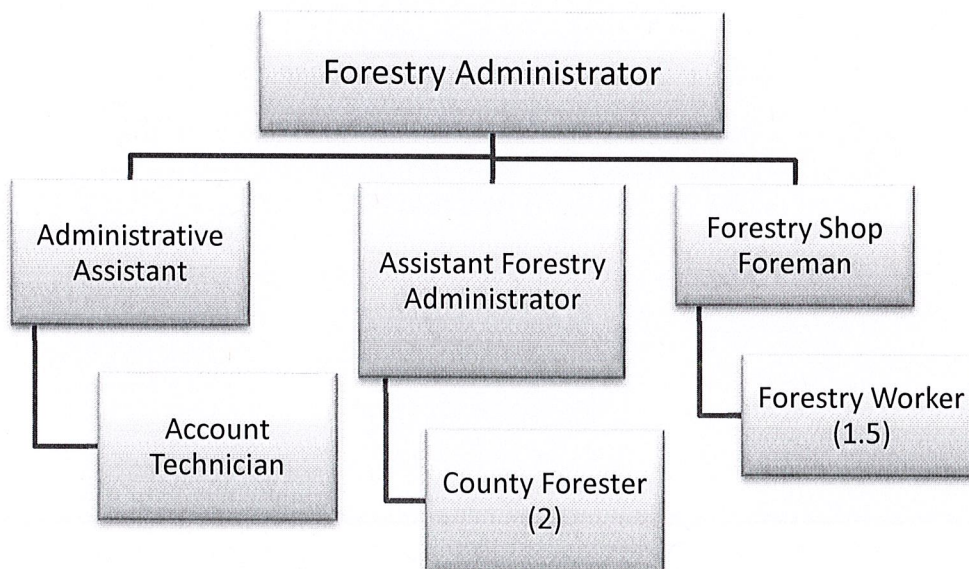 Forestry Administrator
Administrative
Assistant
Assistant Forestry
Administrator
Forestry Shop
Foreman
Account
Technician
County Forester
(2)
Forestry Worker
(1.5)